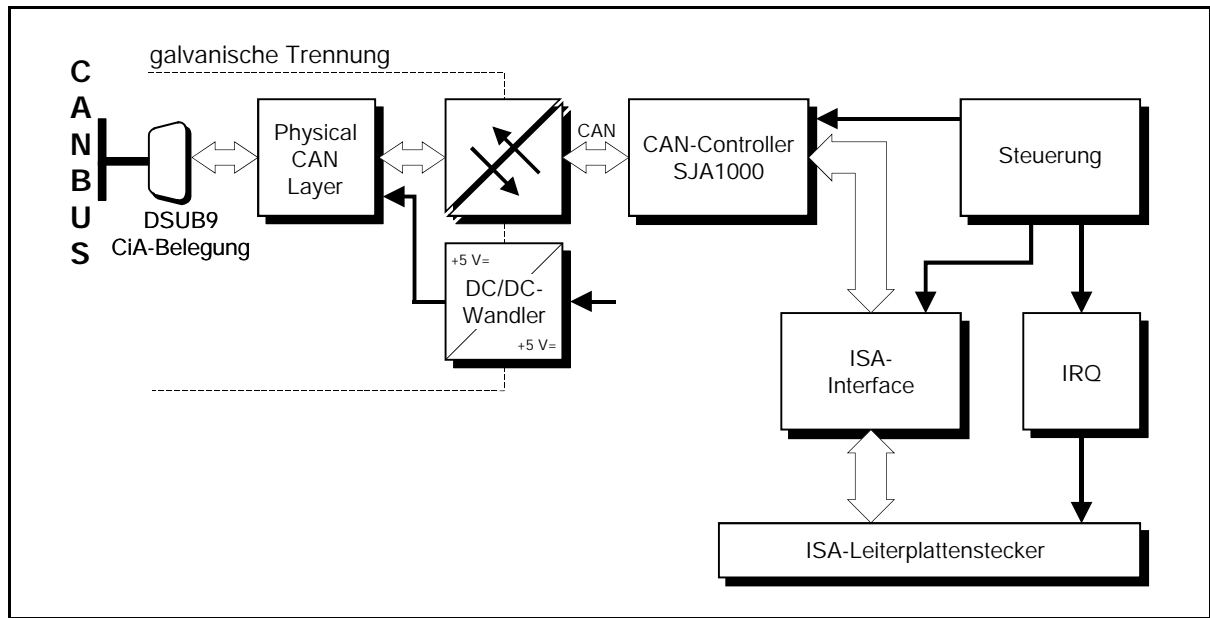 galvanische Trennung
C
A
N
B
U
S
DSUB9
CiA-Belegung
Physical
CAN
Layer
CAN
CAN-Controller
SJA1000
Steuerung
+5 V=
DC/DC-
Wandler
+5 V=
ISA-
Interface
IRQ
ISA-Leiterplattenstecker